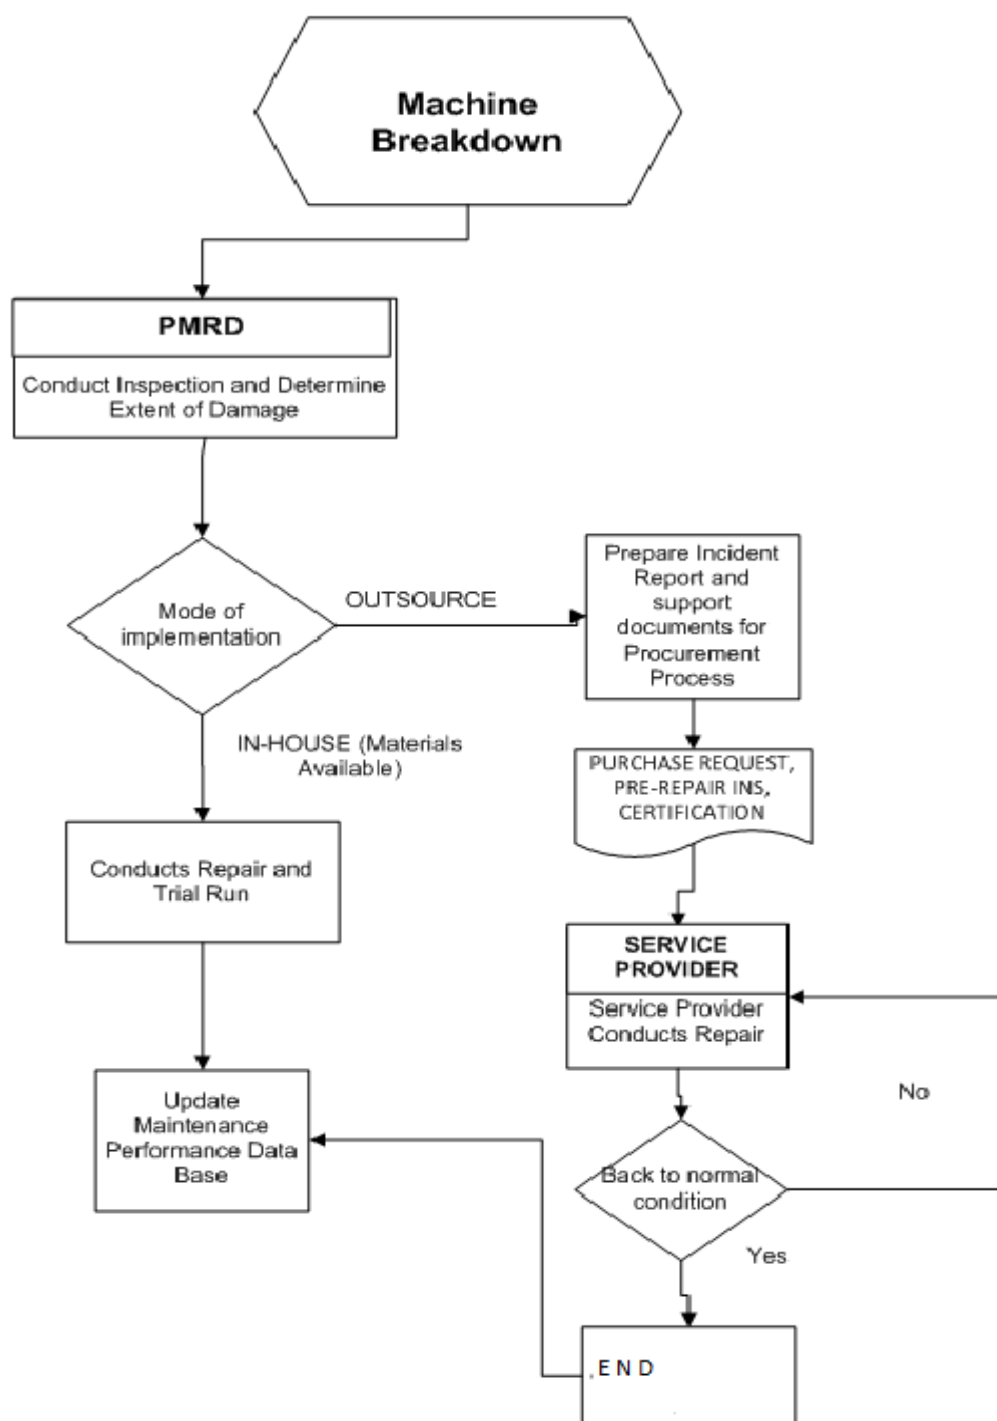 Machine
Breakdown
PMRD
Conduct Inspection and Determine
Extent of Damage
Mode of
implementation
OUTSOURCE
Prepare Incident
Report and
support
documents for
Procurement
Process
IN-HOUSE (Materials
Available)
PURCHASE REQUEST,
PRE-REPAIR INS,
CERTIFICATION
Conducts Repair and
Trial Run
SERVICE
PROVIDER
Service Provider
Conducts Repair
No
Update
Maintenance
Performance Data
Base
Back to normal
condition
Yes
.END